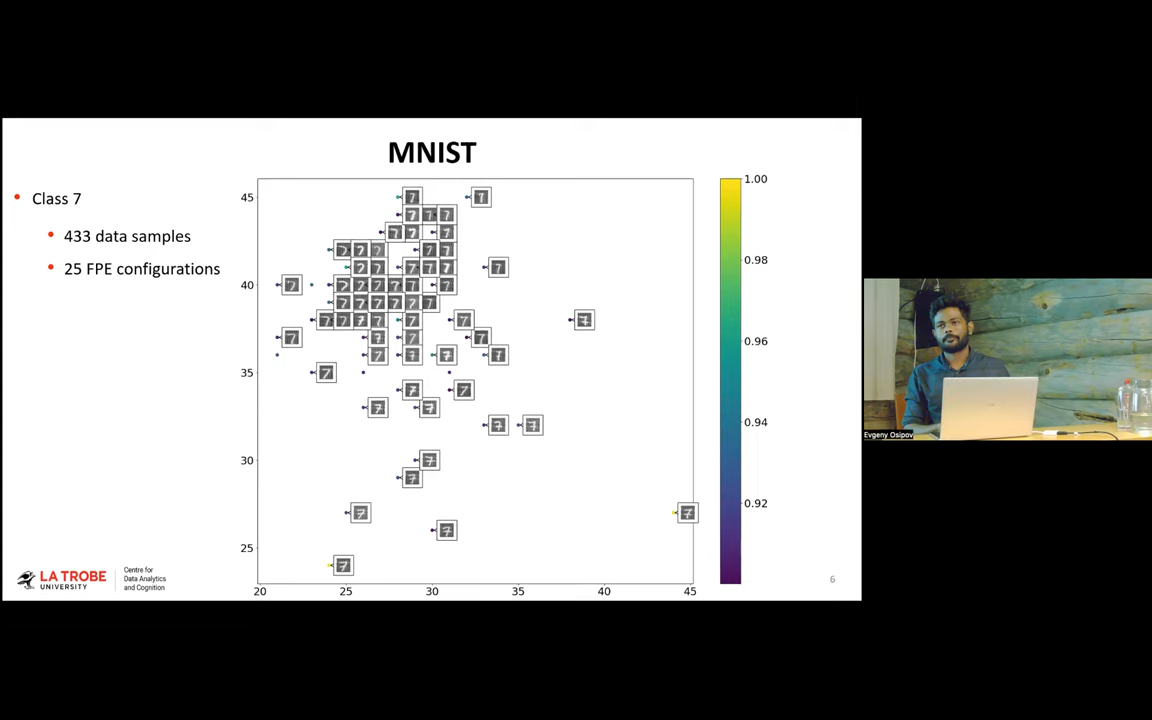 MNIST
Class 7
433 data samples
25 FPE configurations
45
40
35
30
25
20 25 30 35 40 45
1.00
0.98
0.96
0.94
0.92
LA TROBE
UNIVERSITY
Centre for
Data Analytics
and Cognition
6
Evgeny Osipov